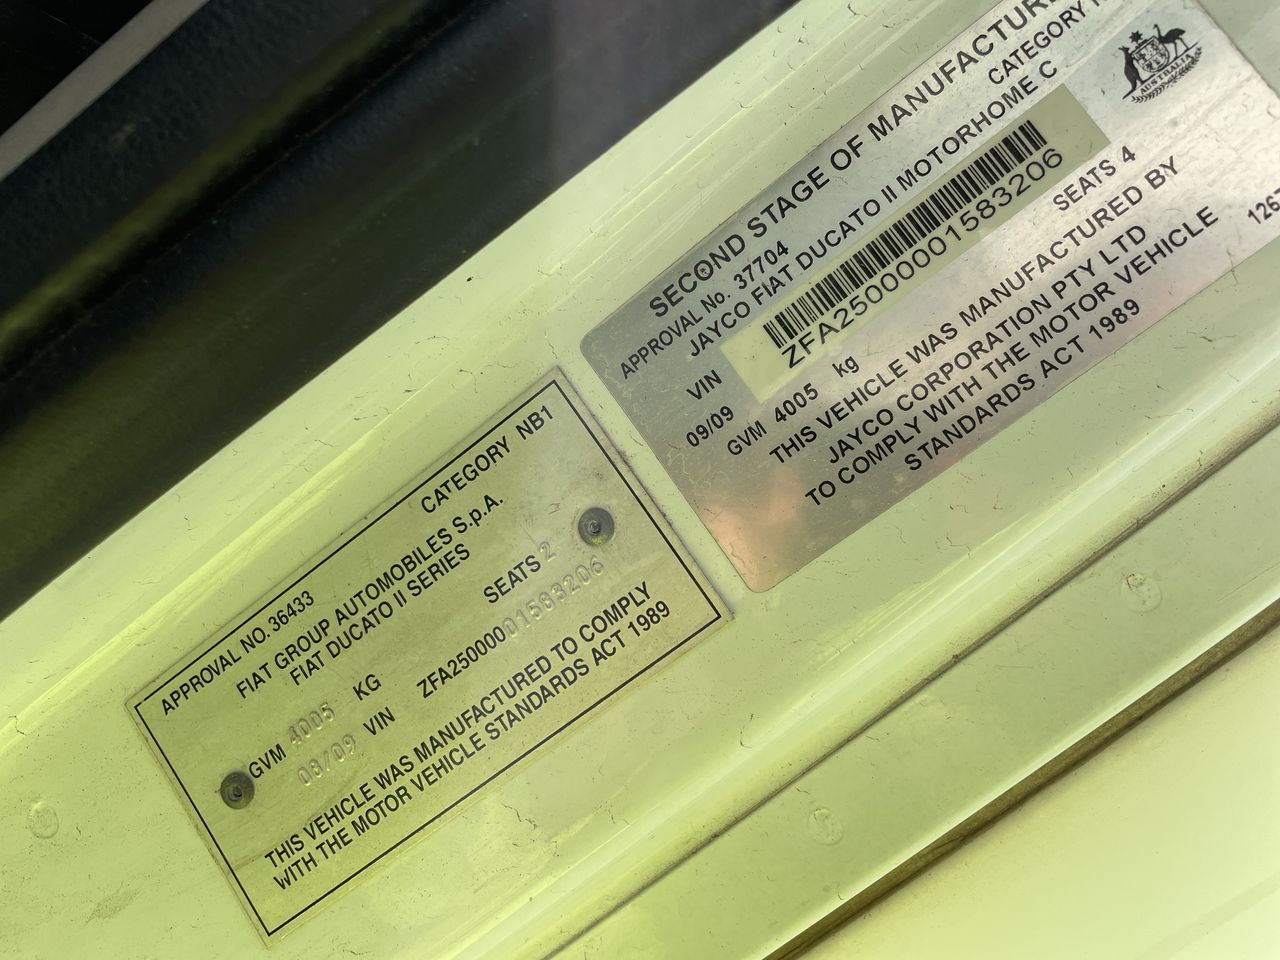 APPROVAL NO. 36433 CATEGORY NB1
FIAT GROUP AUTOMOBILES S.p.A.
FIAT DUCATO II SERIES
GVM 4005 KG SEATS 2
08/09 VIN ZFA25000001583206
THIS VEHICLE WAS MANUFACTURED TO COMPLY
WITH THE MOTOR VEHICLE STANDARDS ACT 1989
SECOND STAGE OF MANUFACTURE
APPROVAL No. 37704 CATEGORY
JAYCO FIAT DUCATO II MOTORHOME C
AUSTRALIA
VIN ZFA25000001583206
09/09
GVM 4005 kg SEATS 4
THIS VEHICLE WAS MANUFACTURED BY
JAYCO CORPORATION PTY LTD
TO COMPLY WITH THE MOTOR VEHICLE
STANDARDS ACT 1989